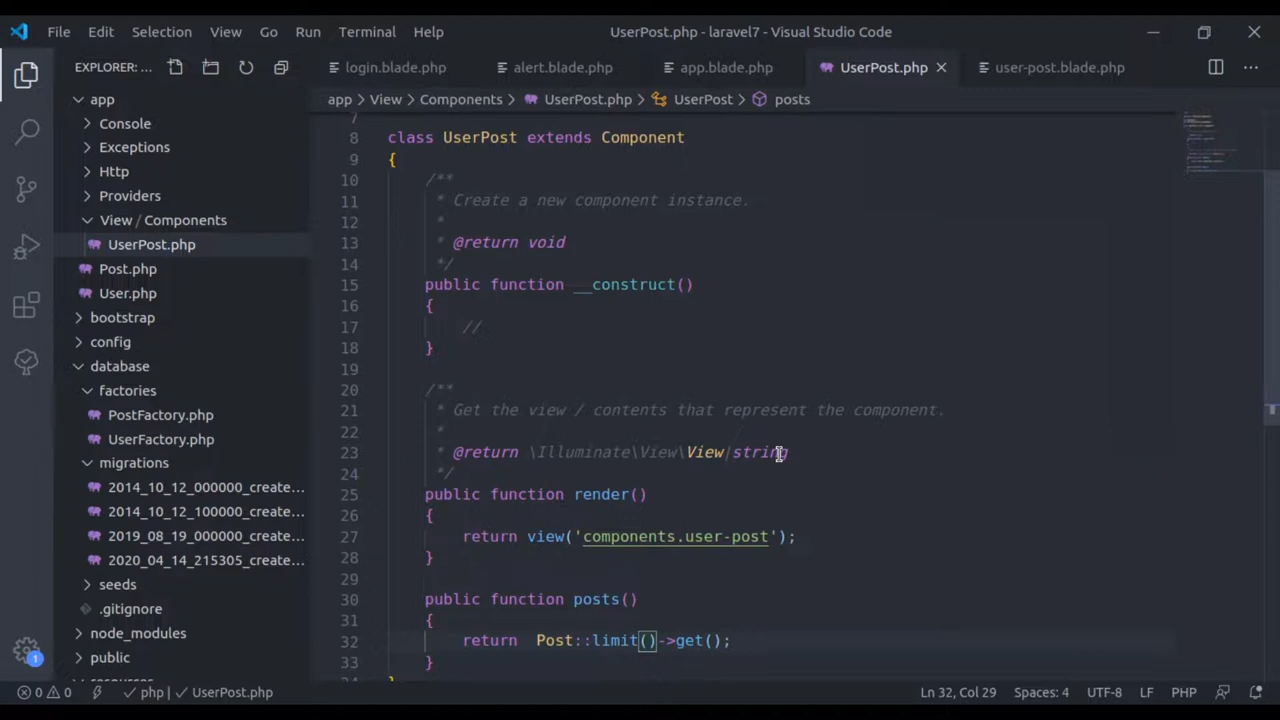 File Edit Selection View Go Run Terminal Help UserPost.php - laravel7 - Visual Studio Code
EXPLORER: ...
login.blade.php alert.blade.php app.blade.php UserPost.php user-post.blade.php
app > View > Components > UserPost.php > UserPost > posts
app
Console
Exceptions
Http
Providers
View / Components
UserPost.php
Post.php
User.php
bootstrap
config
database
factories
PostFactory.php
UserFactory.php
migrations
2014_10_12_000000_create...
2014_10_12_100000_create...
2019_08_19_000000_create...
2020_04_14_215305_create...
seeds
.gitignore
node_modules
public
7
8 class UserPost extends Component
9 {
10 /**
11 * Create a new component instance.
12 *
13 * @return void
14 */
15 public function __construct()
16 {
17 //
18 }
19
20 /**
21 * Get the view / contents that represent the component.
22 *
23 * @return \Illuminate\View\View|string
24 */
25 public function render()
26 {
27 return view('components.user-post');
28 }
29
30 public function posts()
31 {
32 return  Post::limit()->get();
33 }
1
0 0 php | UserPost.php Ln 32, Col 29 Spaces: 4 UTF-8 LF PHP